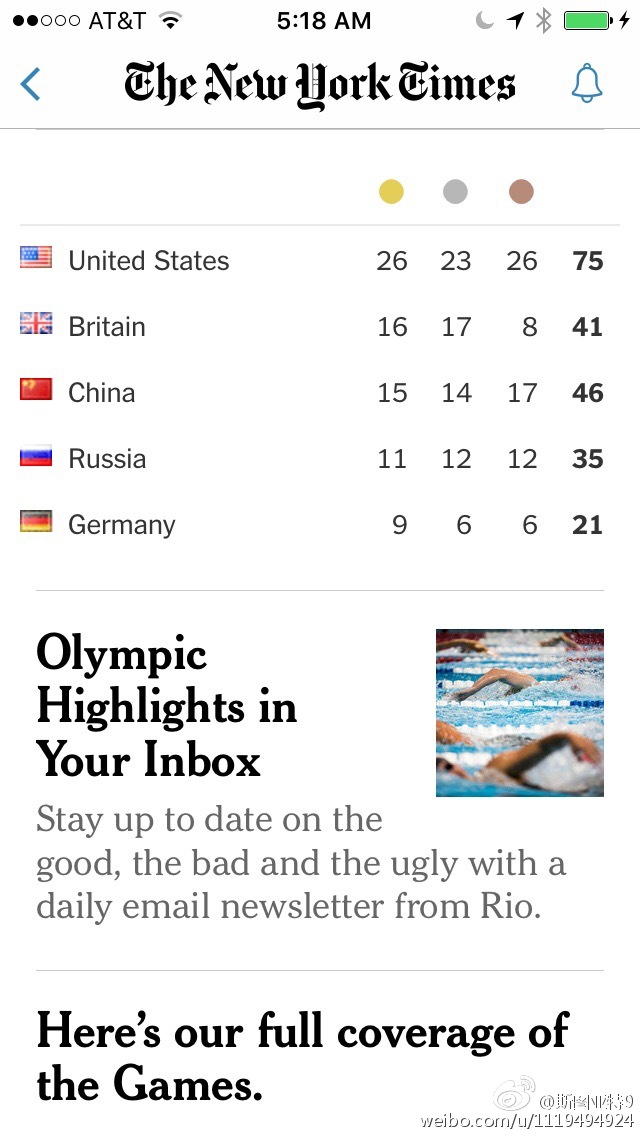 AT&T 5:18 AM
The New York Times
United States 26 23 26 75
Britain 16 17 8 41
China 15 14 17 46
Russia 11 12 12 35
Germany 9 6 6 21
Olympic
Highlights in
Your Inbox
Stay up to date on the
good, the bad and the ugly with a
daily email newsletter from Rio.
Here’s our full coverage of
the Games.
weibo.com/u/1119494924